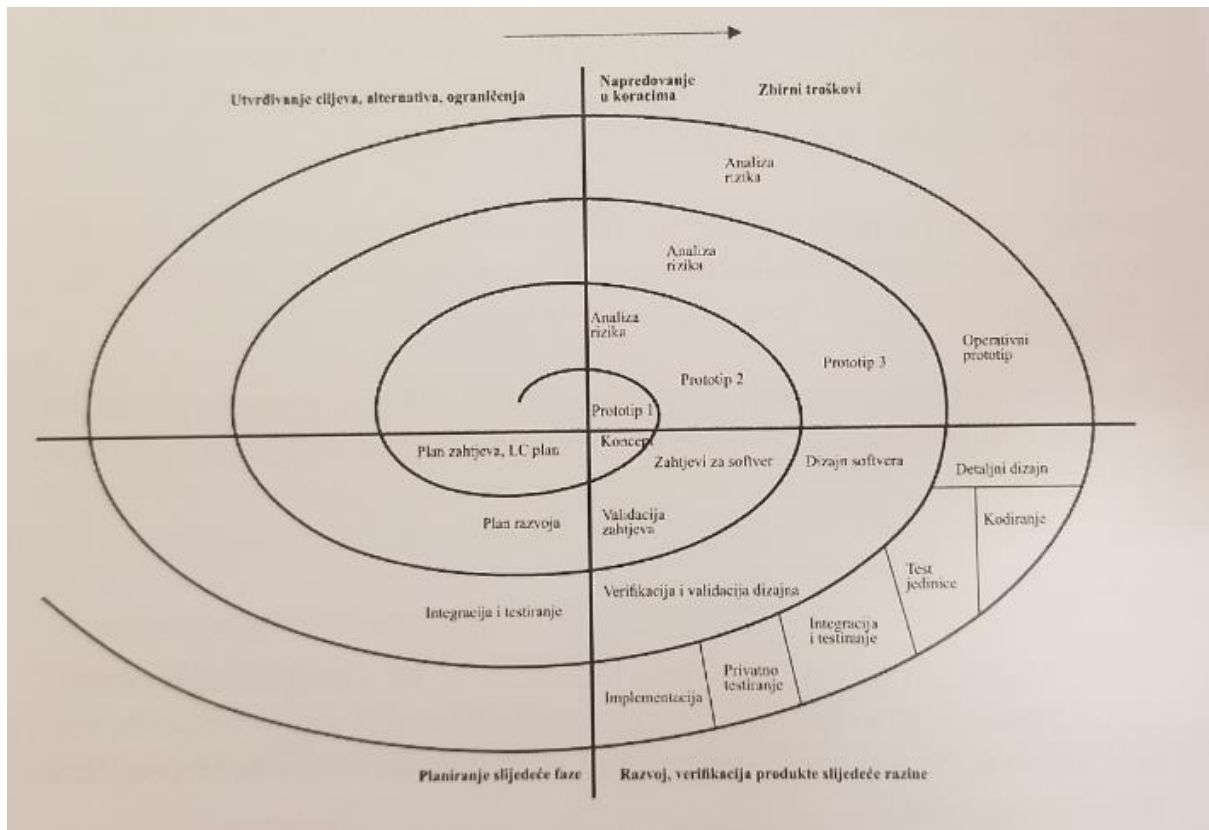 Napredovanje
u koracima
Utvrđivanje ciljeva, alternativa, ograničenja
Zbirni troškovi
Analiza
rizika
Analiza
rizika
Analiza
rizika
Operativni
prototip
Prototip 3
Prototip 2
Prototip 1
Koncept
Plan zahtjeva, LC plan
Zahtjevi za softver
Dizajn softvera
Detaljni dizajn
Plan razvoja
Validacija
zahtjeva
Kodiranje
Test
jedinice
Verifikacija i validacija dizajna
Integracija i testiranje
Integracija
i testiranje
Privatno
testiranje
Implementacija
Planiranje slijedeće faze
Razvoj, verifikacija produkte slijedeće razine